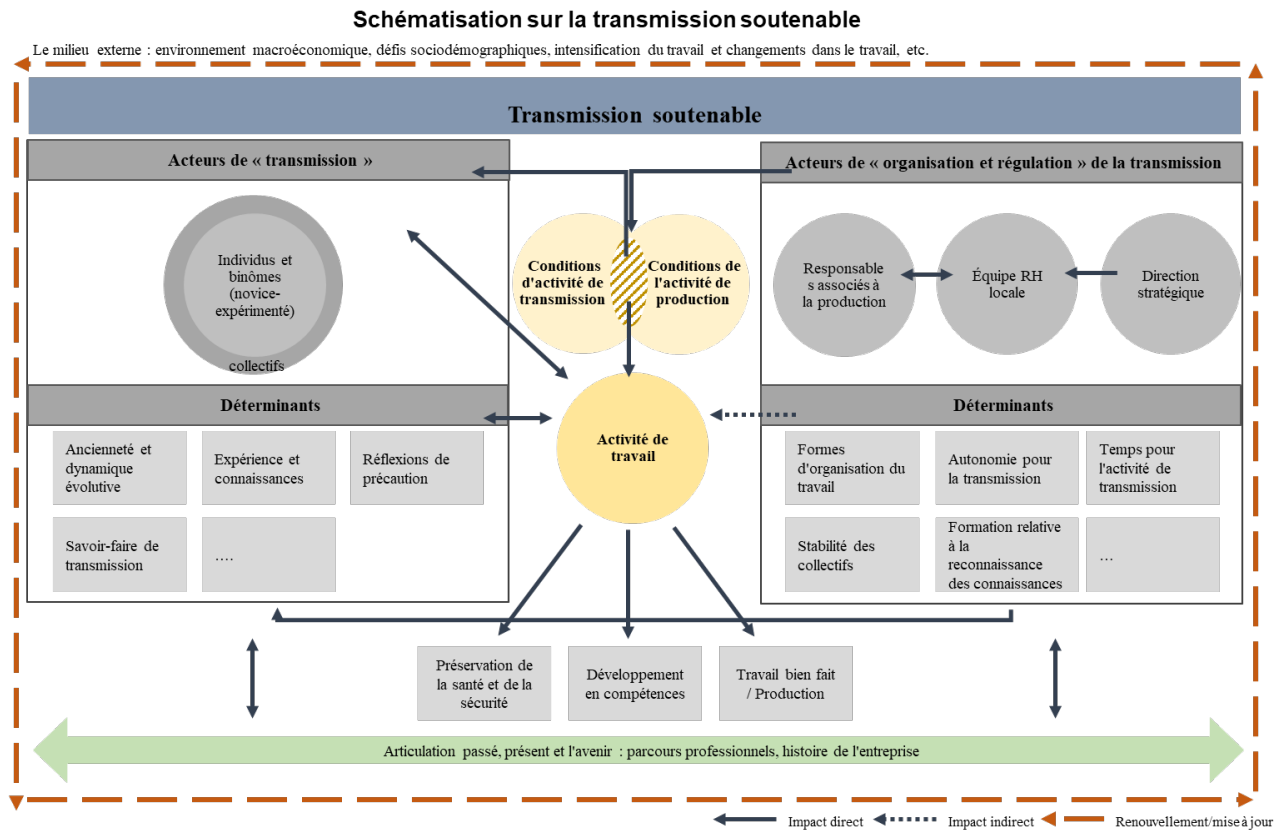 Schématisation sur la transmission soutenable
Le milieu externe : environnement macroéconomique, défis sociodémographiques, intensification du travail et changements dans le travail, etc.
Transmission soutenable
Acteurs de « transmission »
Individus et
binômes
(novice-
expérimenté)
collectifs
Déterminants
Ancienneté et
dynamique
évolutive
Expérience et
connaissances
Réflexions de
précaution
Savoir-faire de
transmission
....
Conditions
d'activité de
transmission
Conditions de
l'activité de
production
Activité de
travail
Acteurs de « organisation et régulation » de la transmission
Responsable
s associés à
la production
Équipe RH
locale
Direction
stratégique
Déterminants
Formes
d'organisation du
travail
Autonomie pour
la transmission
Temps pour
l'activité de
transmission
Stabilité des
collectifs
Formation relative
à la
reconnaissance
des connaissances
...
Préservation de
la santé et de la
sécurité
Développement
en compétences
Travail bien fait
/ Production
Articulation passé, présent et l'avenir : parcours professionnels, histoire de l'entreprise
Impact direct
Impact indirect
Renouvellement/mise à jour